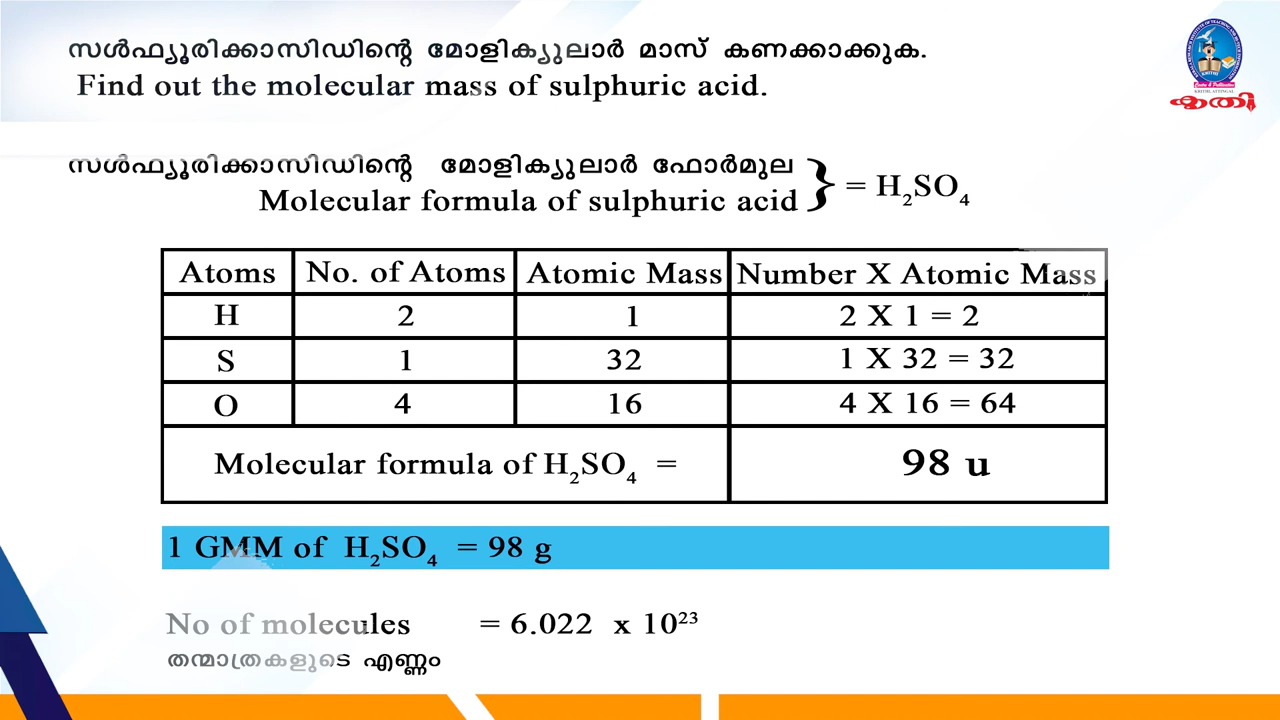 സൾഫ്യൂരിക്കാസിഡിന്റെ മോളിക്യുലാർ മാസ് കണക്കാക്കുക.
Find out the molecular mass of sulphuric acid.
കൃതി
സൾഫ്യൂരിക്കാസിഡിന്റെ മോളിക്യുലാർ ഫോർമുല
Molecular formula of sulphuric acid } = H₂SO₄
Atoms No. of Atoms Atomic Mass Number X Atomic Mass
H 2 1 2 X 1 = 2
S 1 32 1 X 32 = 32
O 4 16 4 X 16 = 64
Molecular formula of H₂SO₄ = 98 u
1 GMM of H₂SO₄ = 98 g
No of molecules = 6.022 x 10²³
തന്മാത്രകളുടെ എണ്ണം